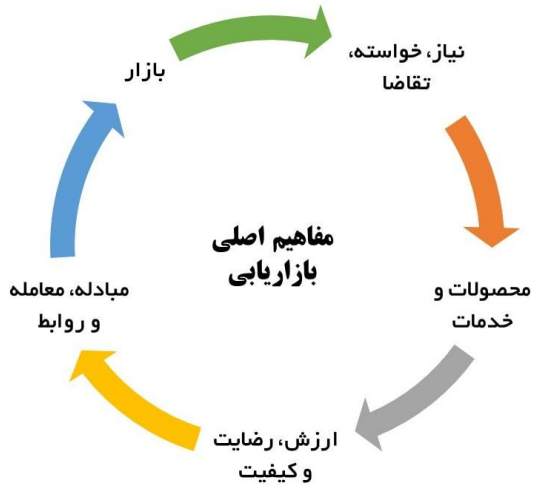 نیاز، خواسته،
تقاضا
بازار
مفاهیم اصلی
بازاریابی
محصولات و
خدمات
مبادله، معامله
و روابط
ارزش، رضایت
و کیفیت